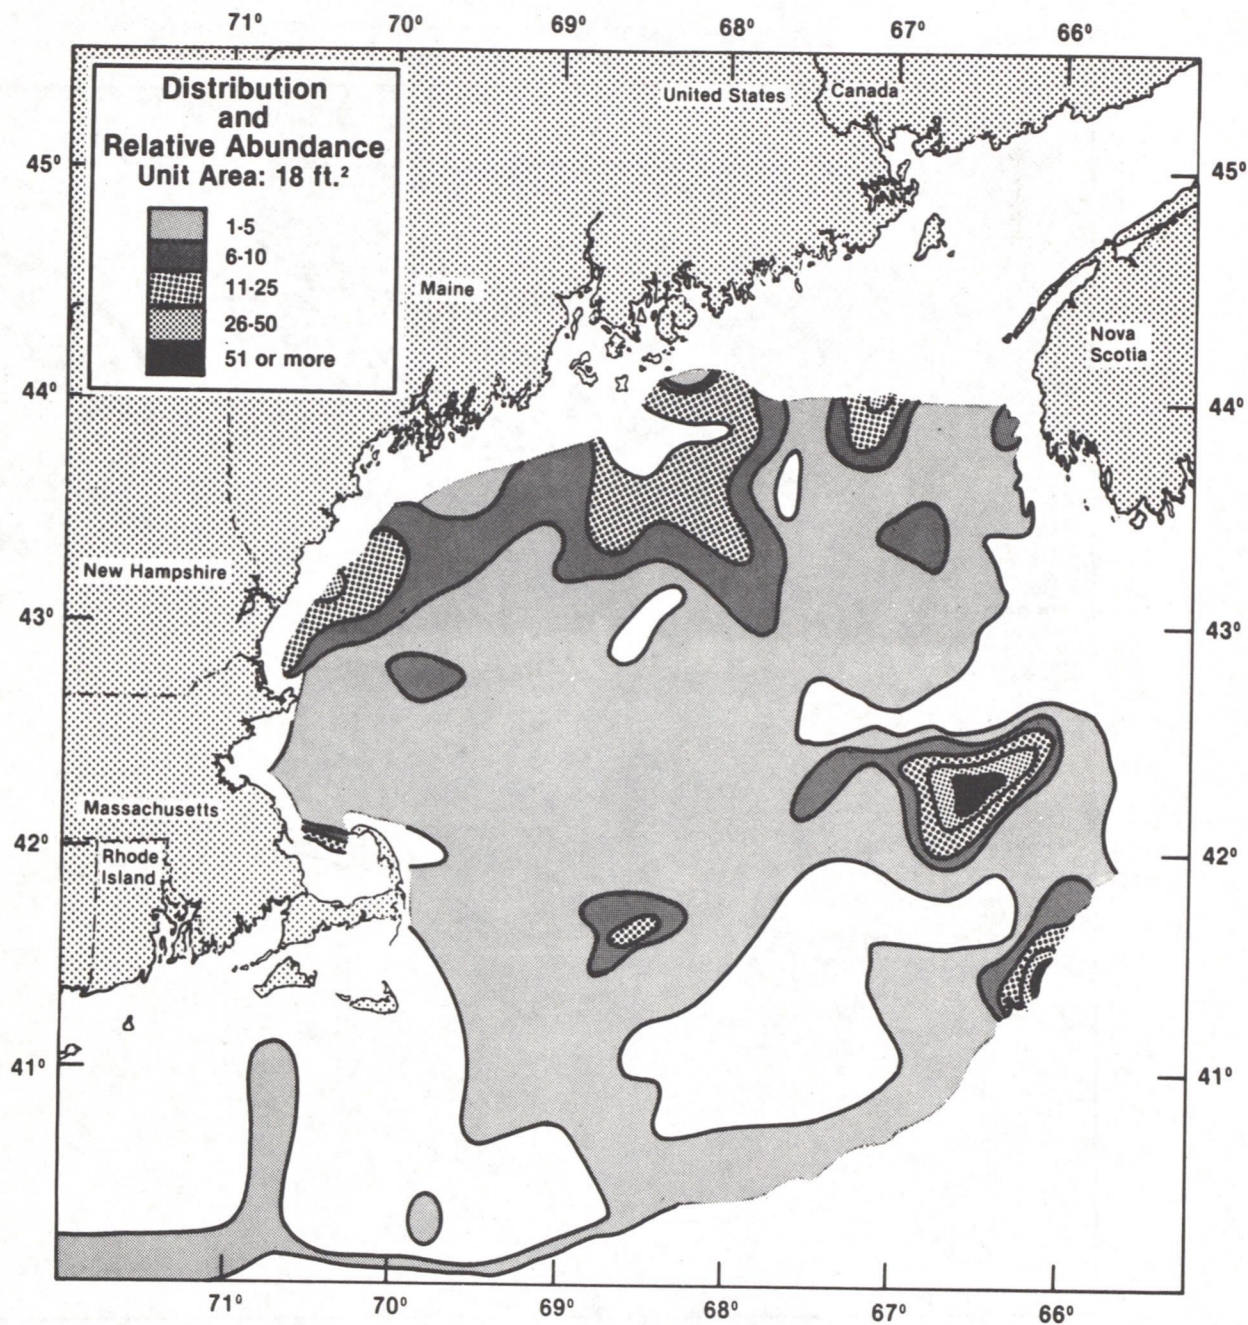 71° 70° 69° 68° 67° 66°
Distribution
and
Relative Abundance
Unit Area: 18 ft.²
1-5
6-10
11-25
26-50
51 or more
United States
Canada
45°
45°
Maine
Nova
Scotia
44°
44°
New Hampshire
43°
43°
Massachusetts
Rhode
Island
42°
42°
41°
41°
71° 70° 69° 68° 67° 66°